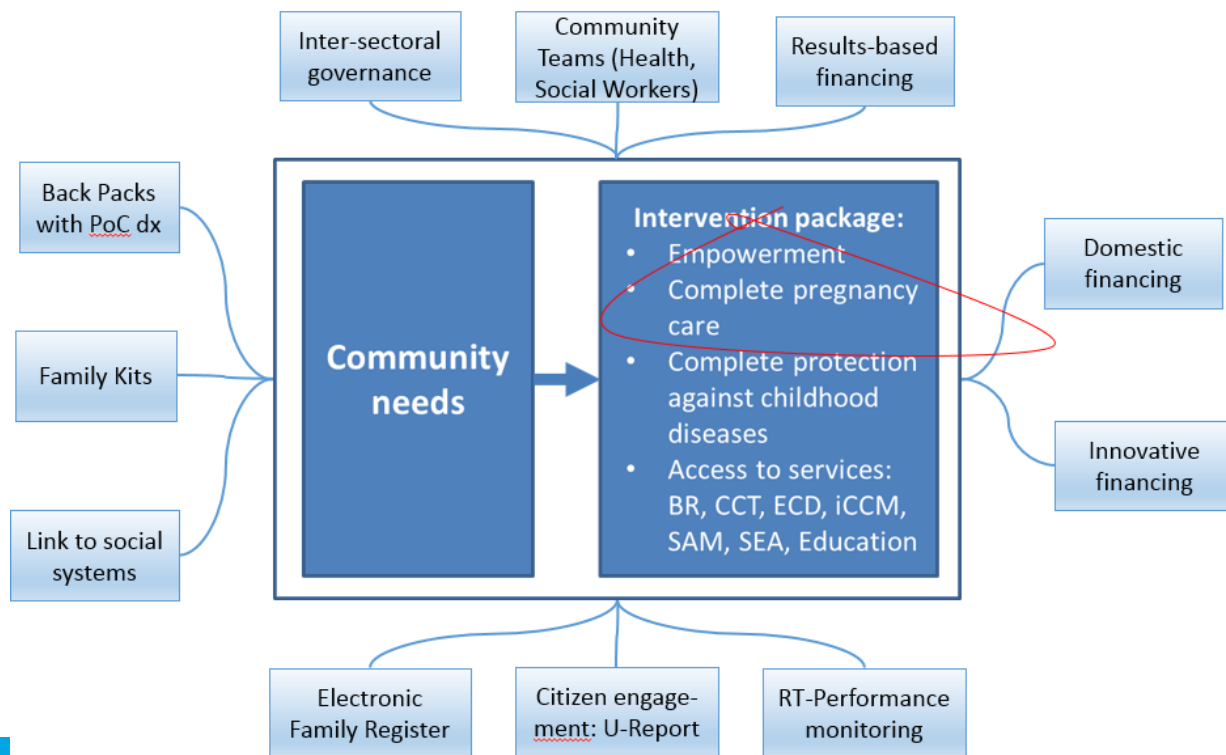 Inter-sectoral
governance
Community
Teams (Health,
Social Workers)
Results-based
financing
Back Packs
with PoC dx
Family Kits
Link to social
systems
Community
needs
Intervention package:
• Empowerment
• Complete pregnancy
care
• Complete protection
against childhood
diseases
• Access to services:
BR, CCT, ECD, iCCM,
SAM, SEA, Education
Domestic
financing
Innovative
financing
Electronic
Family Register
Citizen engage-
ment: U-Report
RT-Performance
monitoring